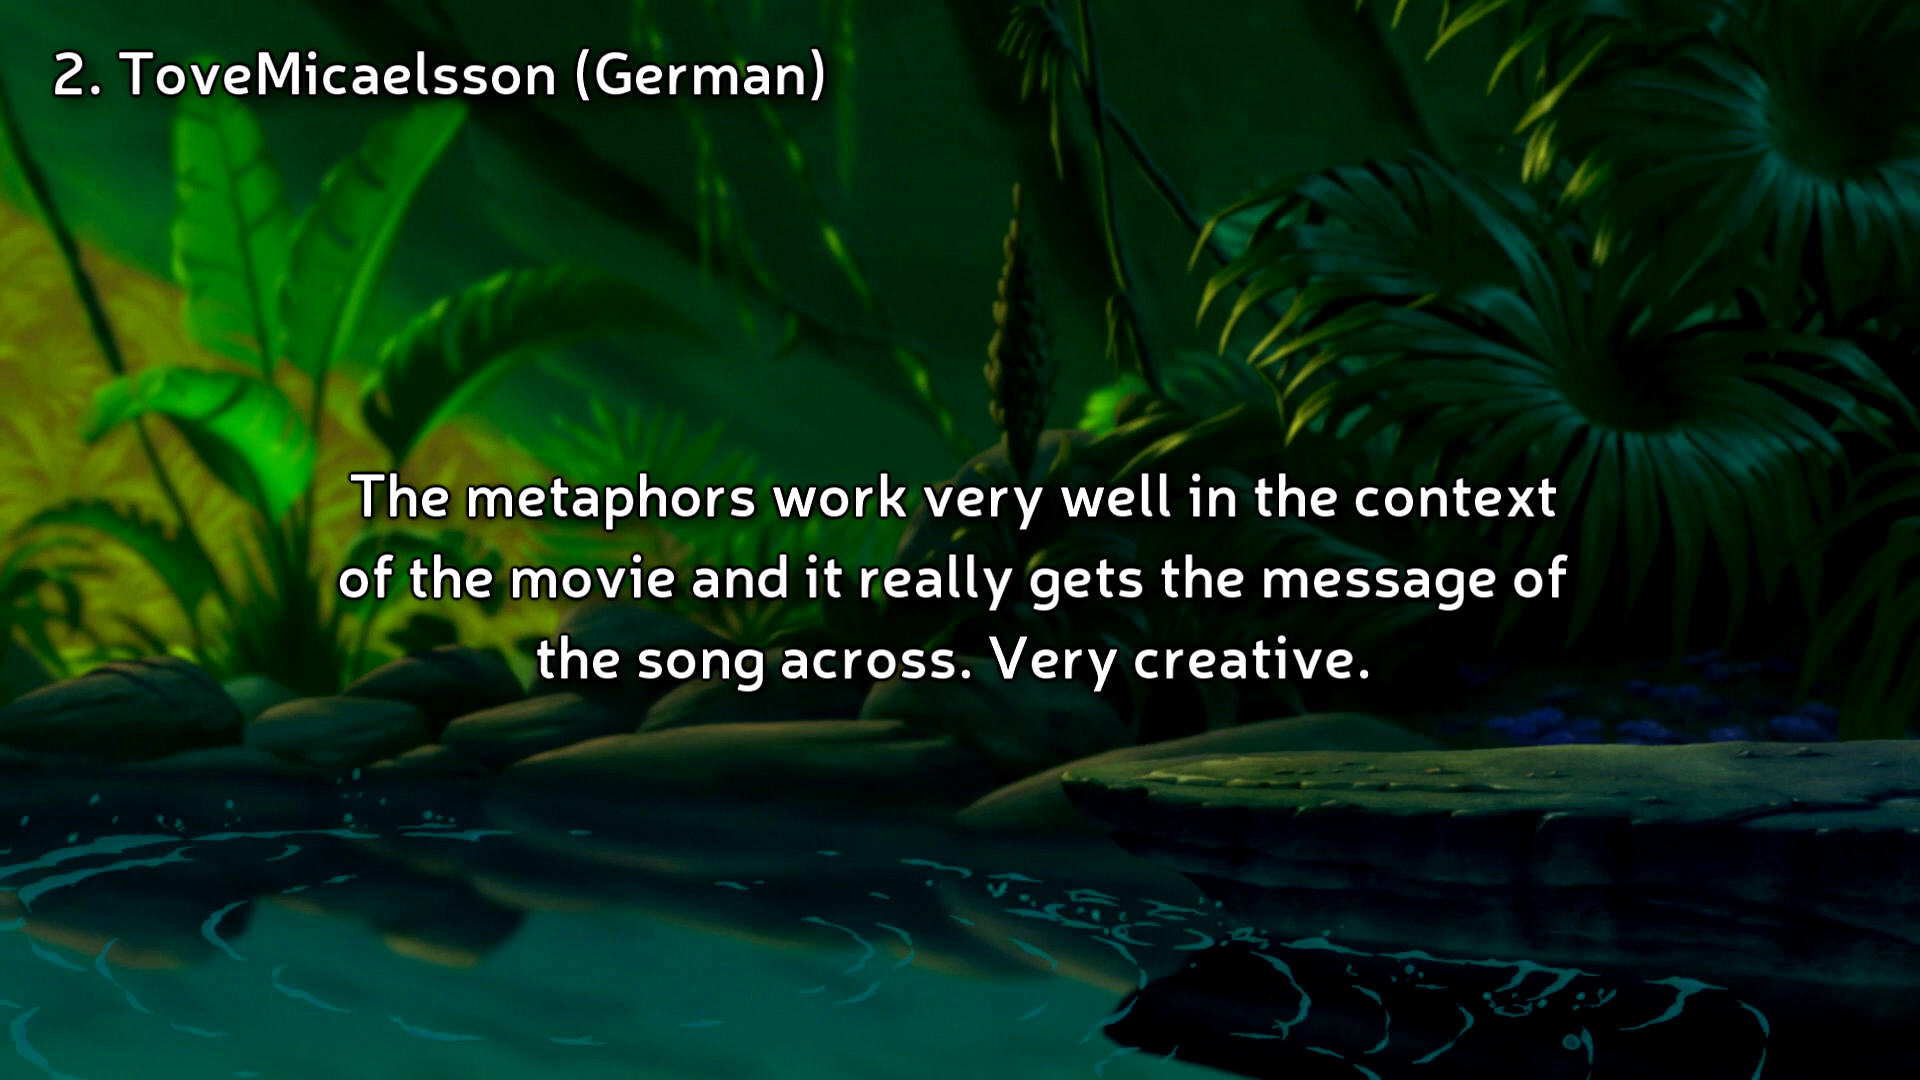 2. ToveMicaelsson (German)
The metaphors work very well in the context
of the movie and it really gets the message of
the song across. Very creative.